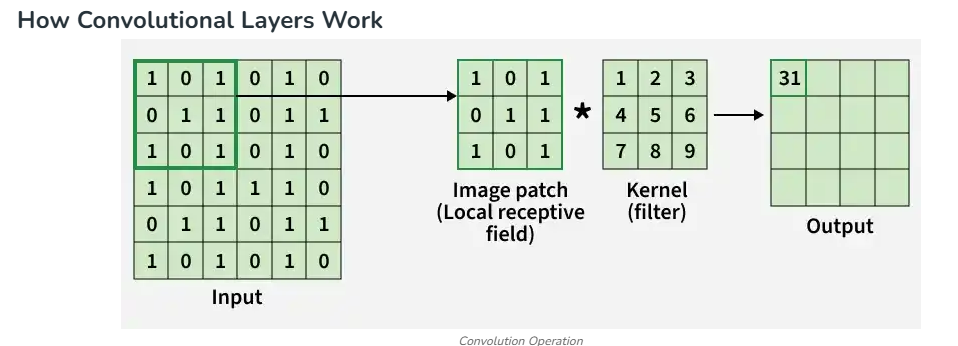 How Convolutional Layers Work
1 0 1 0 1 0
0 1 1 0 1 1
1 0 1 0 1 0
1 0 1 1 1 0
0 1 1 0 1 1
1 0 1 0 1 0
Input
1 0 1
0 1 1
1 0 1
Image patch
(Local receptive
field)
*
1 2 3
4 5 6
7 8 9
Kernel
(filter)
31
Output
Convolution Operation